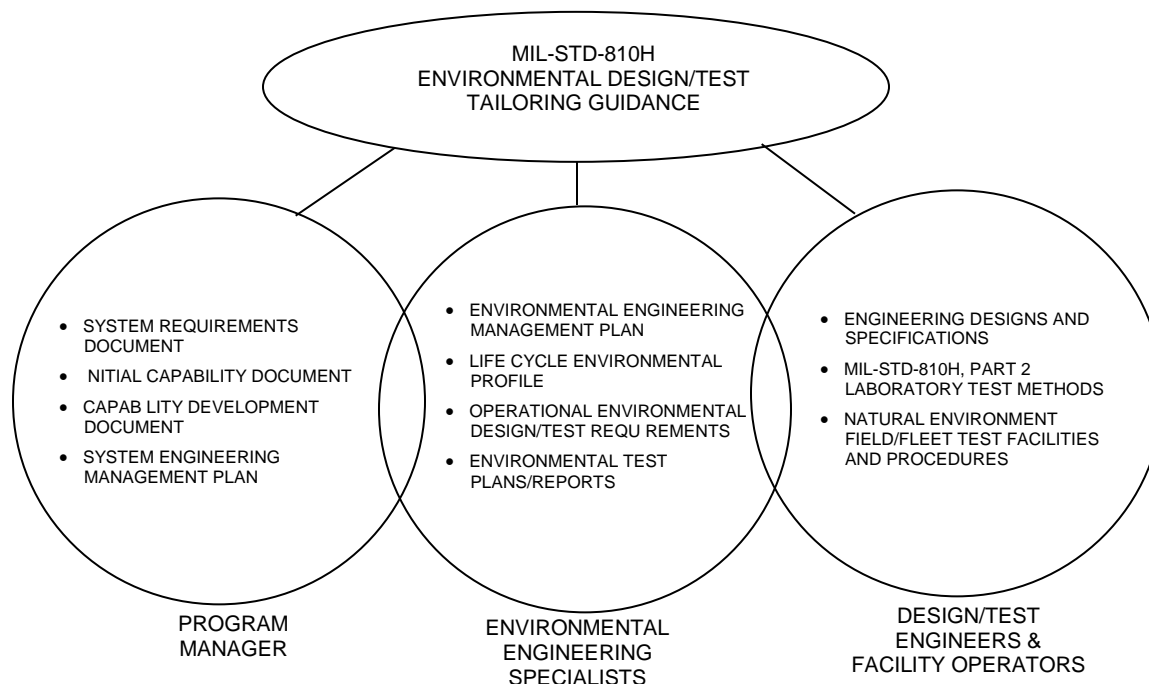 MIL-STD-810H
ENVIRONMENTAL DESIGN/TEST
TAILORING GUIDANCE
• SYSTEM REQUIREMENTS
DOCUMENT
• NITIAL CAPABILITY DOCUMENT
• CAPAB LITY DEVELOPMENT
DOCUMENT
• SYSTEM ENGINEERING
MANAGEMENT PLAN
• ENVIRONMENTAL ENGINEERING
MANAGEMENT PLAN
• LIFE CYCLE ENVIRONMENTAL
PROFILE
• OPERATIONAL ENVIRONMENTAL
DESIGN/TEST REQU REMENTS
• ENVIRONMENTAL TEST
PLANS/REPORTS
• ENGINEERING DESIGNS AND
SPECIFICATIONS
• MIL-STD-810H, PART 2
LABORATORY TEST METHODS
• NATURAL ENVIRONMENT
FIELD/FLEET TEST FACILITIES
AND PROCEDURES
PROGRAM
MANAGER
ENVIRONMENTAL
ENGINEERING
SPECIALISTS
DESIGN/TEST
ENGINEERS &
FACILITY OPERATORS